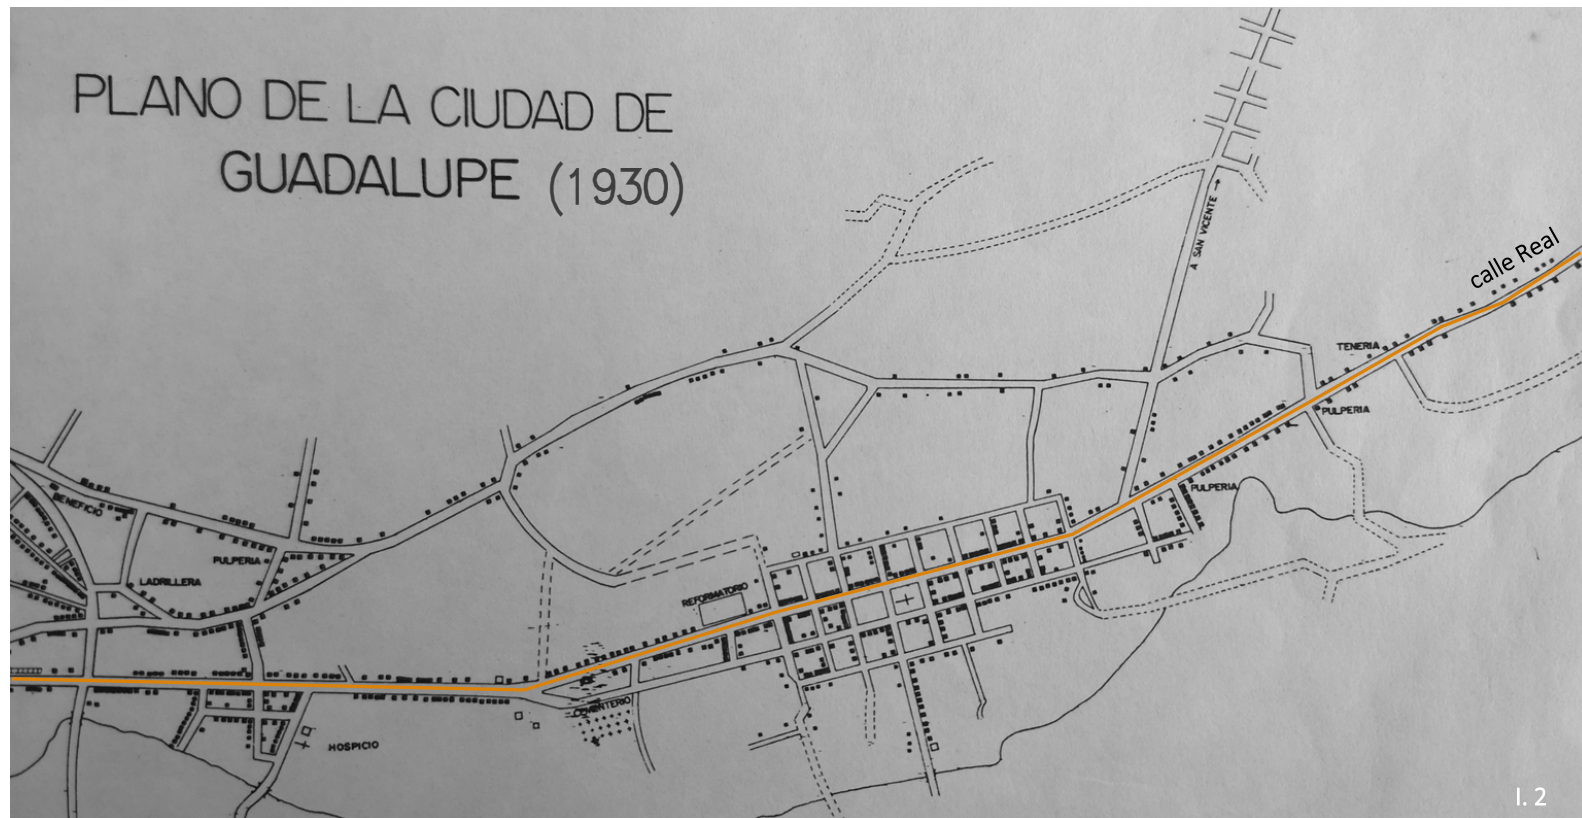 PLANO DE LA CIUDAD DE
GUADALUPE (1930)
A SAN VICENTE →
calle Real
TENERIA
PULPERIA
PULPERIA
BENEFICIO
PULPERIA
LADRILLERA
REFORMATORIO
CEMENTERIO
HOSPICIO
I. 2